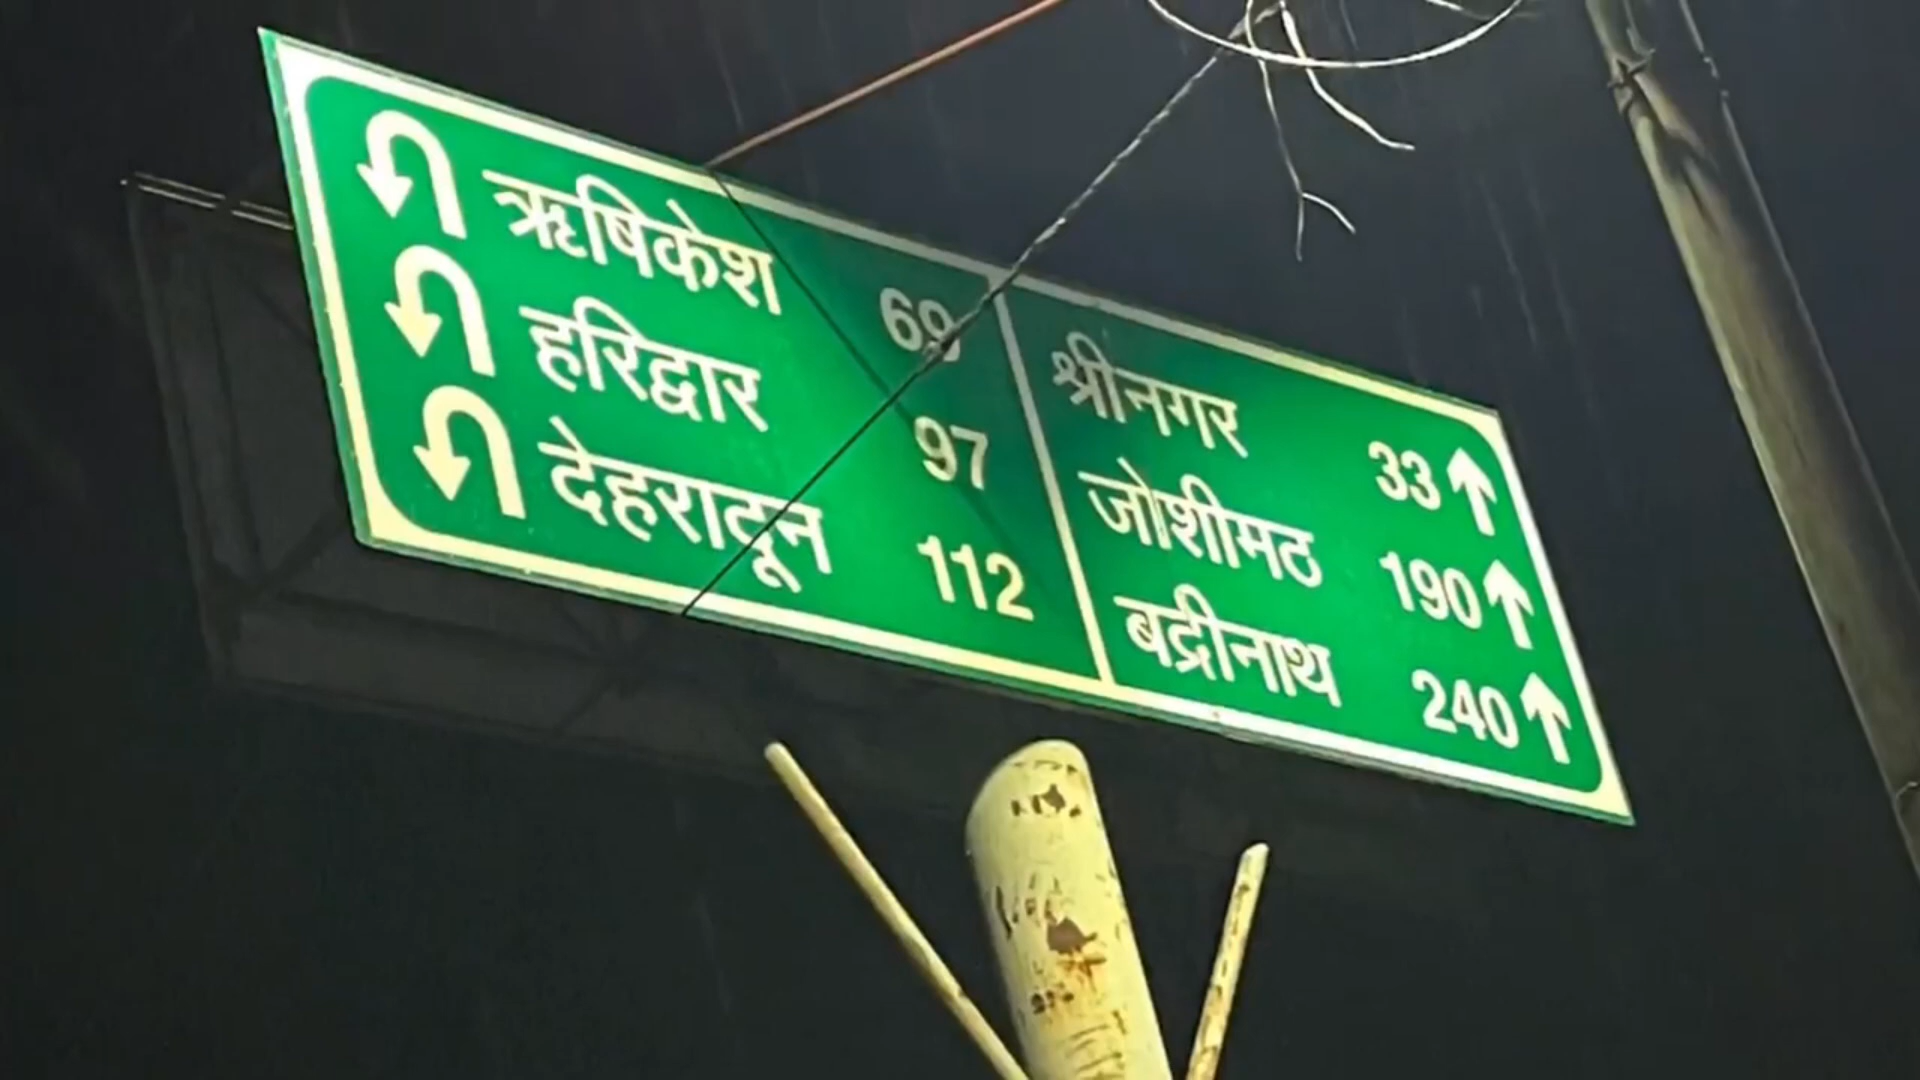 ऋषिकेश 69
हरिद्वार 97
देहरादून 112
श्रीनगर 33
जोशीमठ 190
बद्रीनाथ 240